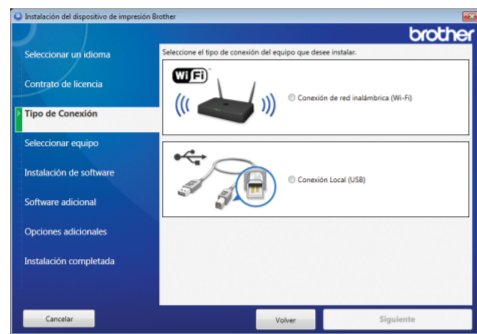 Instalación del dispositivo de impresión Brother
brother
Seleccionar un idioma
Contrato de licencia
Tipo de Conexión
Seleccionar equipo
Instalación de software
Software adicional
Opciones adicionales
Instalación completada
Seleccione el tipo de conexión del equipo que desee instalar.
Wi Fi
Conexión de red inalámbrica (Wi-Fi)
Conexión Local (USB)
Cancelar
Volver
Siguiente